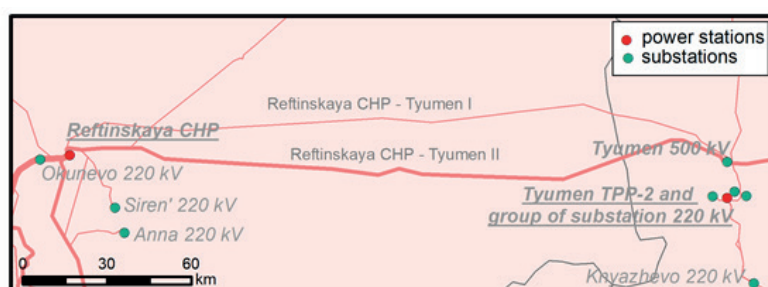 power stations
substations
Reftinskaya CHP - Tyumen I
Reftinskaya CHP
Reftinskaya CHP - Tyumen II
Tyumen 500 kV
Okunevo 220 kV
Tyumen TPP-2 and
group of substation 220 kV
Siren' 220 kV
Anna 220 kV
Knyazhevo 220 kV
0 30 60
km